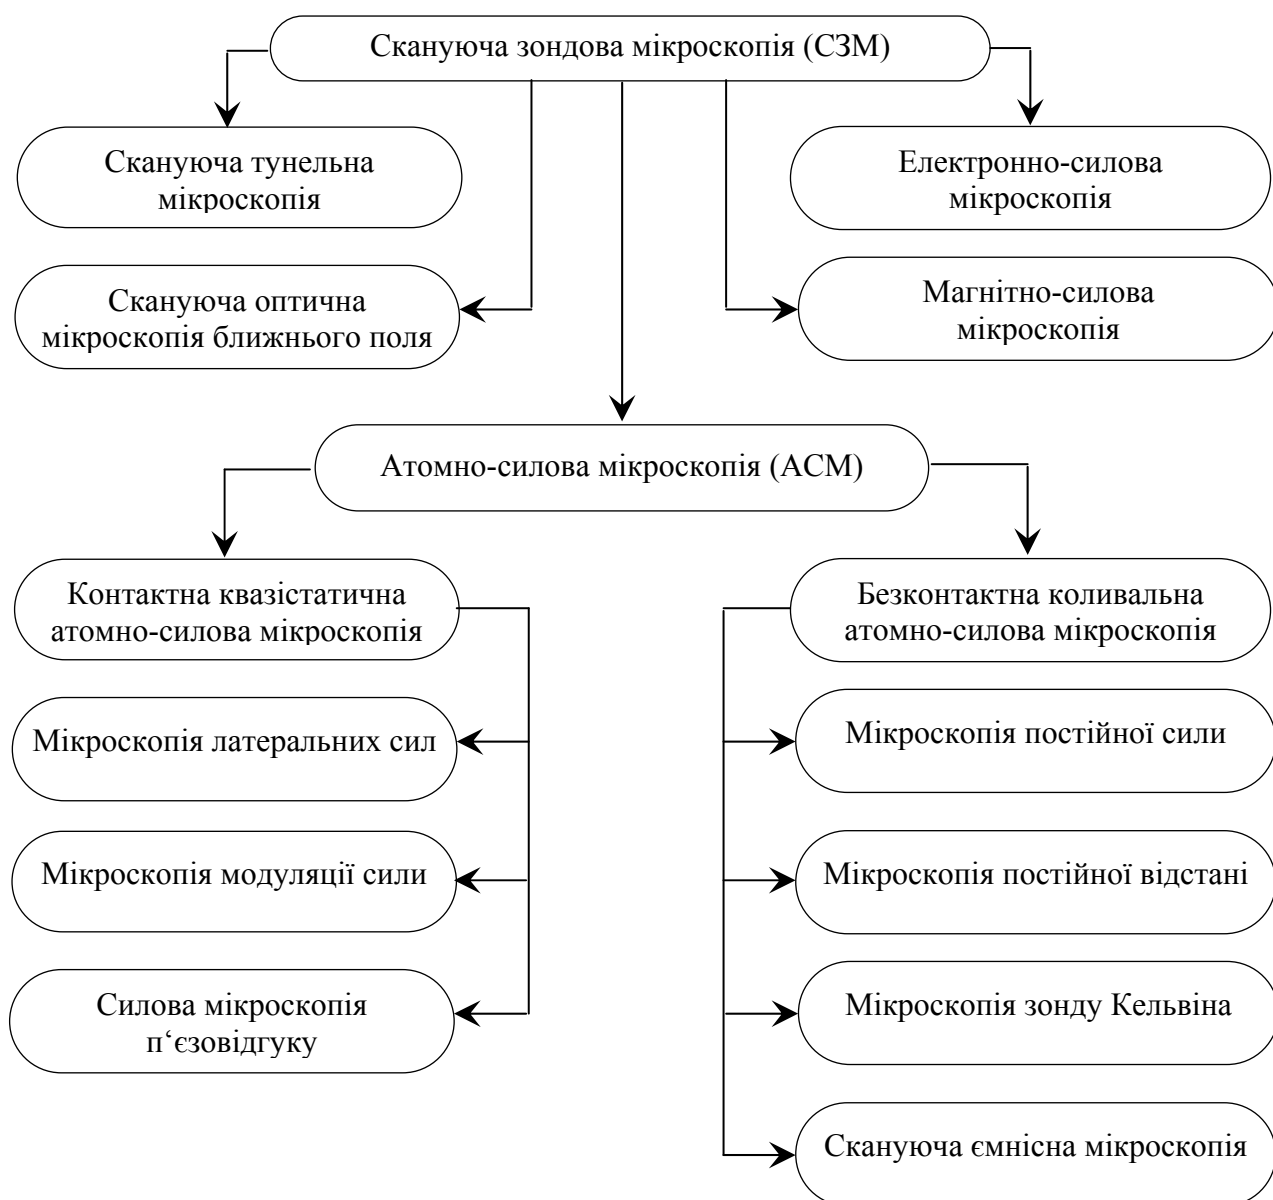 Скануюча зондова мікроскопія (СЗМ)
Скануюча тунельна
мікроскопія
Електронно-силова
мікроскопія
Скануюча оптична
мікроскопія ближнього поля
Магнітно-силова
мікроскопія
Атомно-силова мікроскопія (АСМ)
Контактна квазістатична
атомно-силова мікроскопія
Безконтактна коливальна
атомно-силова мікроскопія
Мікроскопія латеральних сил
Мікроскопія постійної сили
Мікроскопія модуляції сили
Мікроскопія постійної відстані
Силова мікроскопія
п‘єзовідгуку
Мікроскопія зонду Кельвіна
Скануюча ємнісна мікроскопія